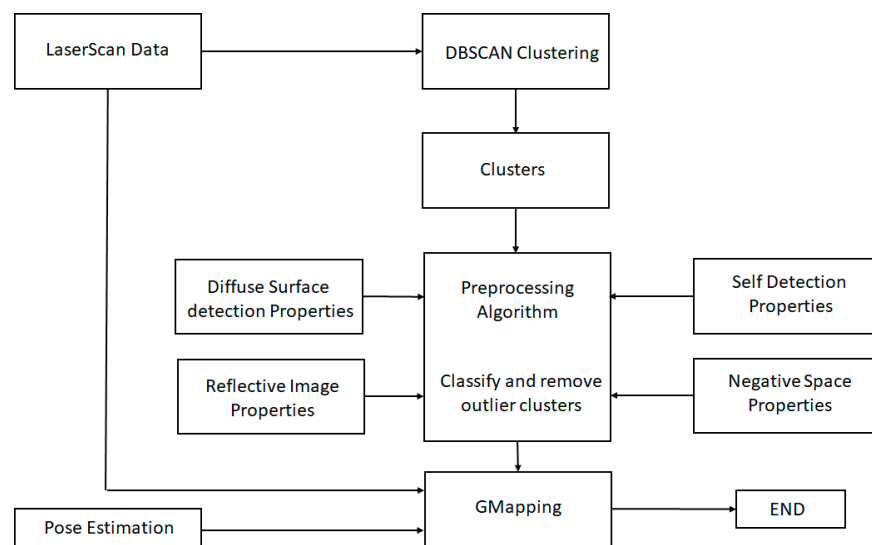 LaserScan Data
DBSCAN Clustering
Clusters
Diffuse Surface
detection Properties
Preprocessing
Algorithm
Self Detection
Properties
Reflective Image
Properties
Classify and remove
outlier clusters
Negative Space
Properties
GMapping
END
Pose Estimation